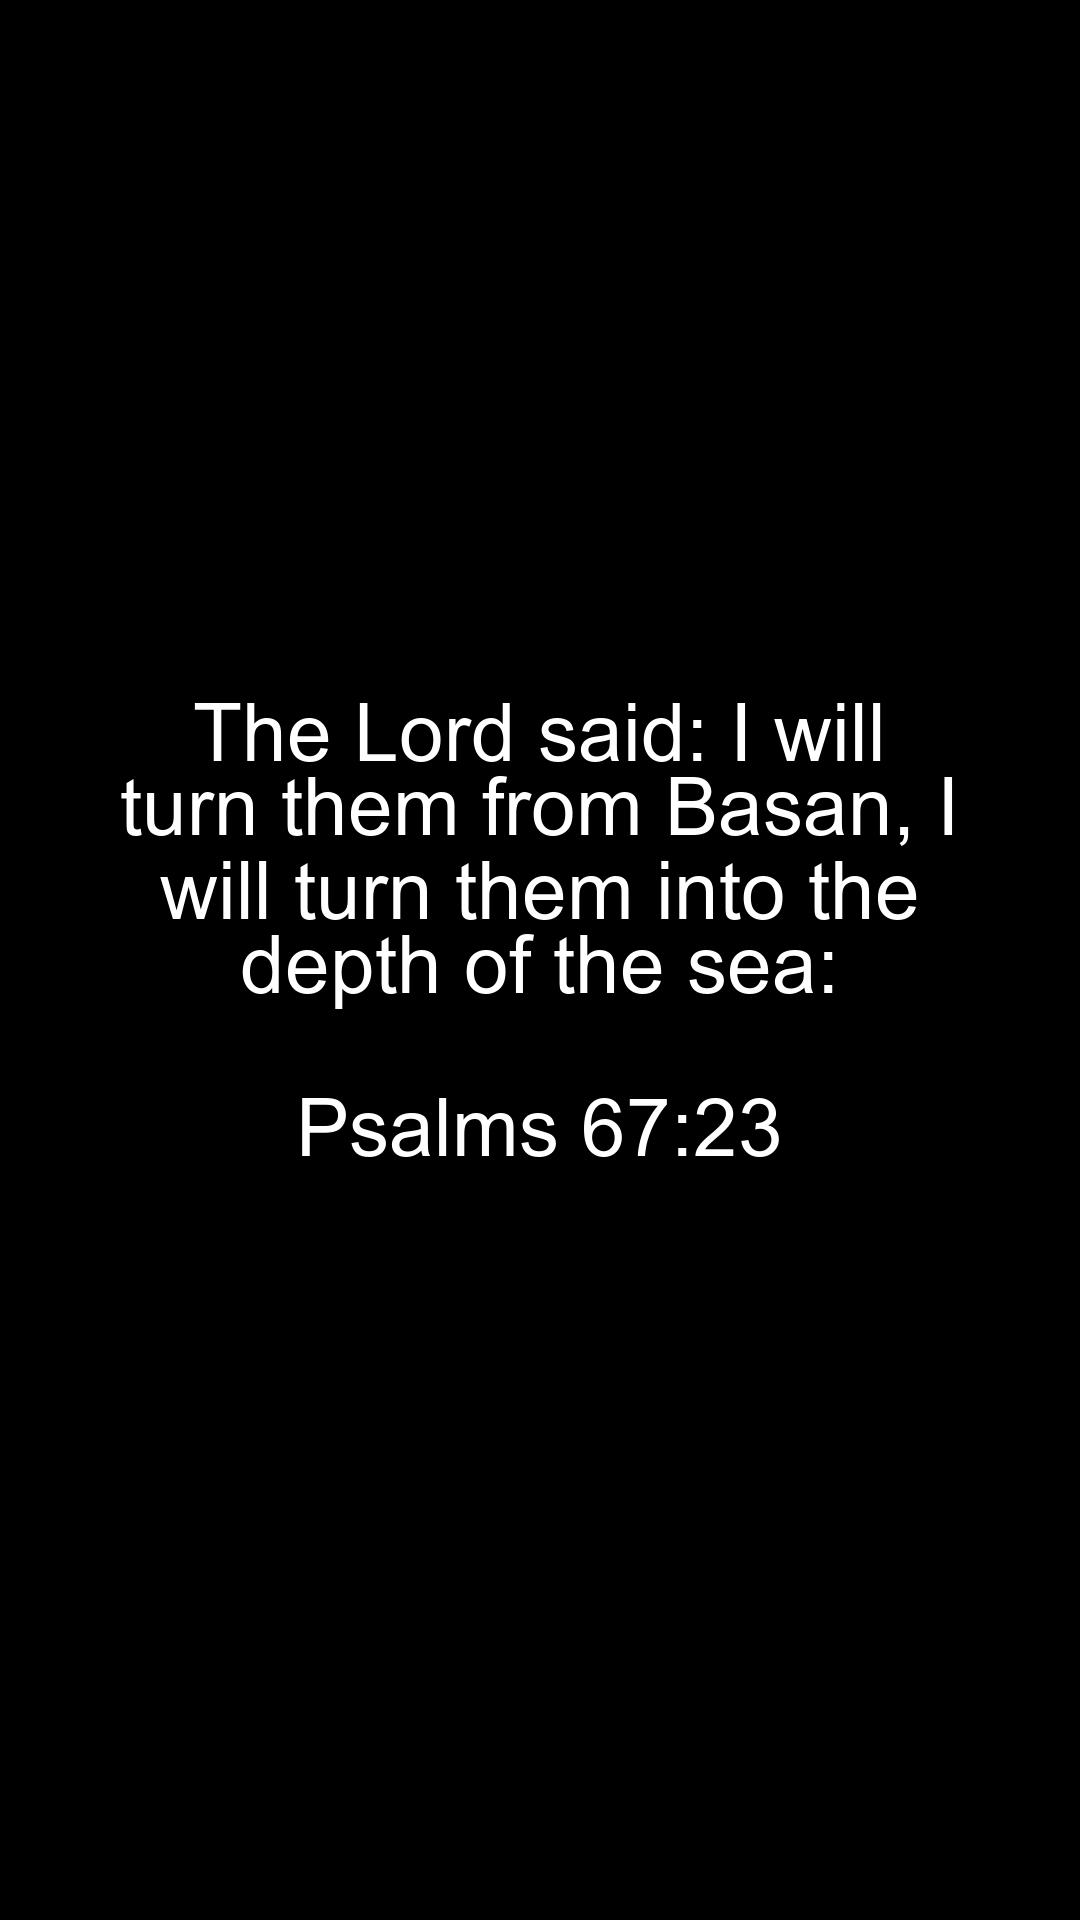 The Lord said: I will
turn them from Basan, I
will turn them into the
depth of the sea:
Psalms 67:23